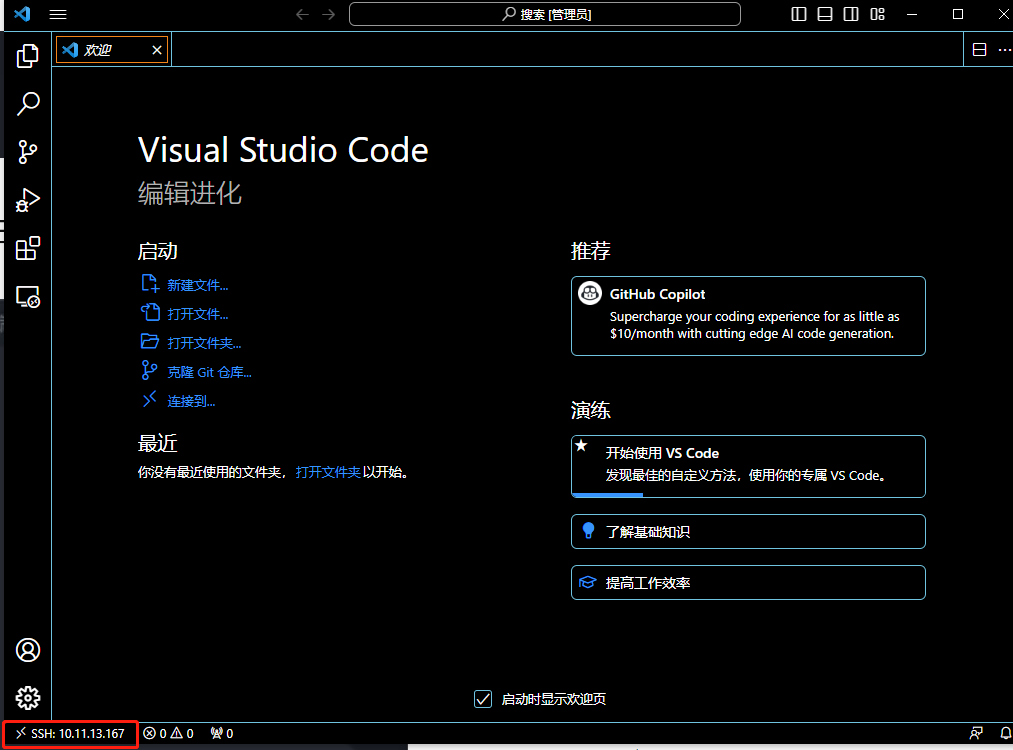 搜索 [管理员]
欢迎
Visual Studio Code
编辑进化
启动
新建文件...
打开文件...
打开文件夹...
克隆 Git 仓库...
连接到...
最近
你没有最近使用的文件夹，打开文件夹以开始。
推荐
GitHub Copilot
Supercharge your coding experience for as little as
$10/month with cutting edge AI code generation.
演练
开始使用 VS Code
发现最佳的自定义方法，使用你的专属 VS Code。
了解基础知识
提高工作效率
启动时显示欢迎页
SSH: 10.11.13.167 0 0 0